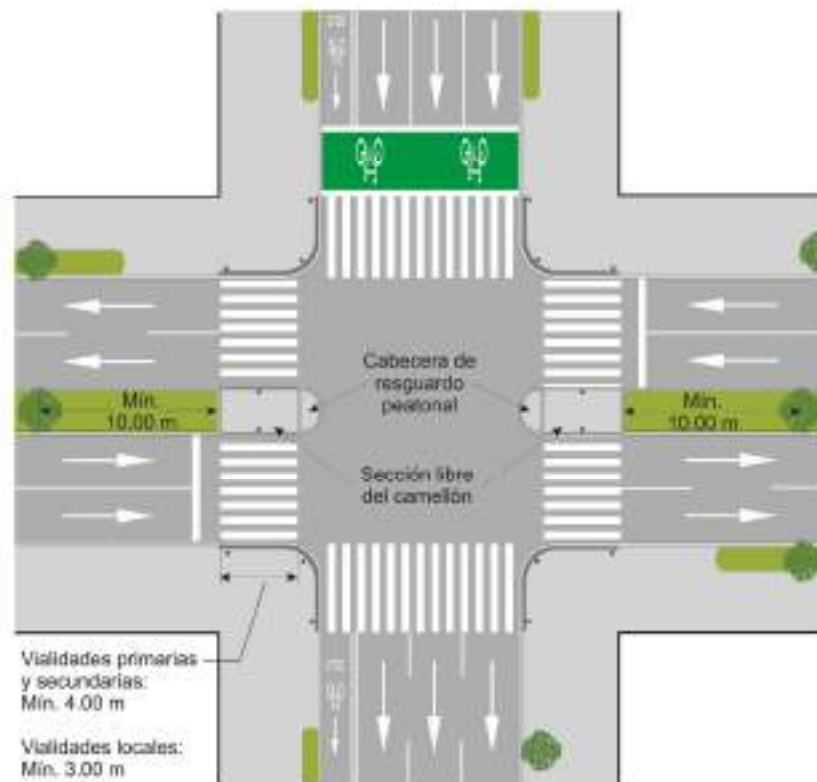 Cabecera de
resguardo
peatonal
Mín.
10.00 m
Mín.
10.00 m
Sección libre
del camellón
Vialidades primarias
y secundarias:
Mín. 4.00 m
Vialidades locales:
Mín. 3.00 m